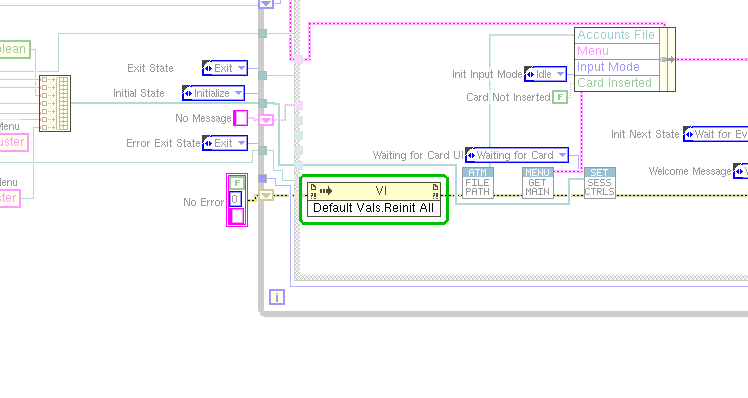 olean
Accounts File
Menu
Input Mode
Card Inserted
Exit State
Exit
Init Input Mode
Idle
Initial State
Initialize
Card Not Inserted
F
No Message
Menu
uster
Error Exit State
Exit
Init Next State
Wait for Ev
Waiting for Card UI
Waiting for Card
ATM
FILE
PATH
MENU
GET
MAIN
SET
SESS
CTRLS
Welcome Message
VI
Default Vals.Reinit All
Menu
ster
No Error
F
0
i